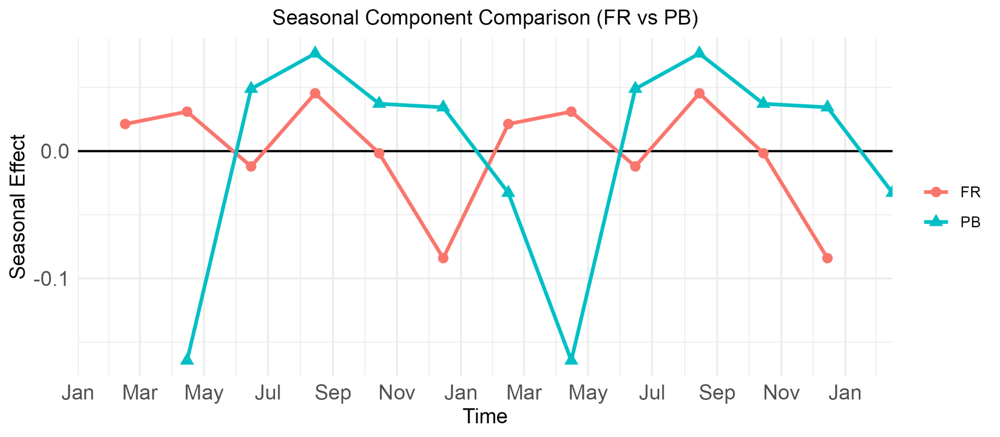 Seasonal Component Comparison (FR vs PB)
Seasonal Effect
0.0
-0.1
Jan Mar May Jul Sep Nov Jan Mar May Jul Sep Nov Jan
Time
FR
PB